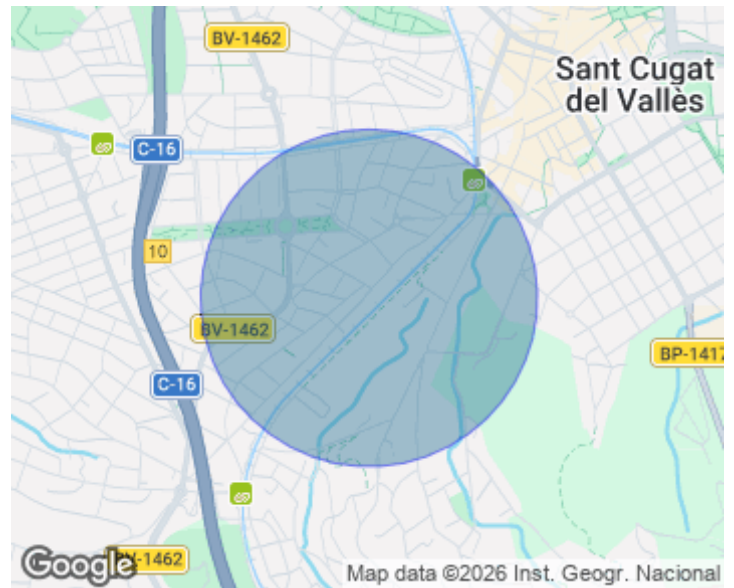 BV-1462
Sant Cugat
del Vallès
C-16
10
BV-1462
BP-1417
C-16
BV-1462
Google
Map data ©2026 Inst. Geogr. Nacional